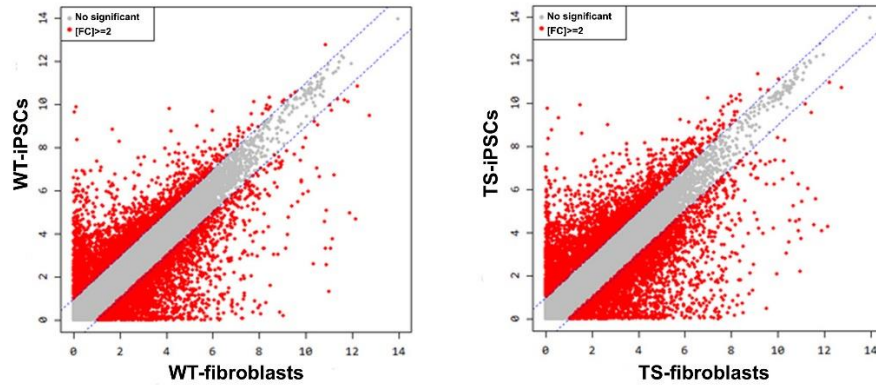 No significant
[FC]>=2
WT-iPSCs
14
12
10
8
6
4
2
0
0 2 4 6 8 10 12 14
WT-fibroblasts
No significant
[FC]>=2
TS-iPSCs
14
12
10
8
6
4
2
0
0 2 4 6 8 10 12 14
TS-fibroblasts